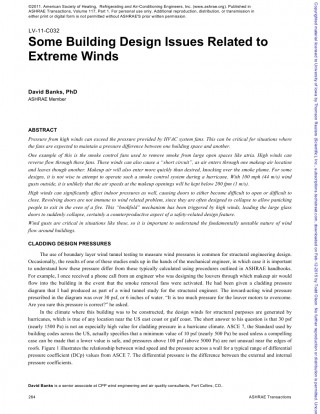 ©2011, American Society of Heating, Refrigerating and Air-Conditioning Engineers, Inc. (www.ashrae.org). Published in
ASHRAE Transactions, Volume 117, Part 1. For personal use only. Additional reproduction, distribution, or transmission in
either print or digital form is not permitted without ASHRAE's prior written permission.
LV-11-C032
Some Building Design Issues Related to
Extreme Winds
David Banks, PhD
ASHRAE Member
ABSTRACT
Pressures from high winds can exceed the pressure provided by HVAC system fans. This can be critical for situations where
the fans are expected to maintain a pressure difference between one building space and another.
One example of this is the smoke control fans used to remove smoke from large open spaces like atria. High winds can
reverse flow through these fans. These winds can also cause a "short circuit", as air enters through one makeup air location
and leaves though another. Makeup air will also enter more quickly than desired, knocking over the smoke plume. For some
designs, it is not wise to attempt to operate such a smoke control system during a hurricane. With 100 mph (44 m/s) wind
gusts outside, it is unlikely that the air speeds at the makeup openings will be kept below 200 fpm (1 m/s).
High winds can significantly affect indoor pressures as well, causing doors to either become difficult to open or difficult to
close. Revolving doors are not immune to wind related problem, since they are often designed to collapse to allow panicking
people to exit in the event of a fire. This "bookfold" mechanism has been triggered by high winds, leading the large glass
doors to suddenly collapse, certainly a counterproductive aspect of a safety-related design feature.
Wind gusts are critical in situations like these, so it is important to understand the fundamentally unstable nature of wind
flow around buildings.
CLADDING DESIGN PRESSURES
The use of boundary layer wind tunnel testing to measure wind pressures is common for structural engineering design.
Occasionally, the results of one of these studies ends up in the hands of the mechanical engineer, in which case it is important
to understand how these pressures differ from those typically calculated using procedures outlined in ASHRAE handbooks.
For example, I once received a phone call from an engineer who was designing the louvers through which makeup air would
flow into the building in the event that the smoke removal fans were activated. He had been given a cladding pressure
diagram that I had produced as part of a wind tunnel study for the structural engineer. The inward-acting wind pressure
prescribed in the diagram was over 30 psf, or 6 inches of water. "It is too much pressure for the louver motors to overcome.
Are you sure this pressure is correct?" he asked.
In the climate where this building was to be constructed, the design winds for structural purposes are generated by
hurricanes, which is true of any location near the US east coast or gulf coast. The short answer to his question is that 30 psf
(nearly 1500 Pa) is not an especially high value for cladding pressure in a hurricane climate. ASCE 7, the Standard used by
building codes across the US, actually specifies that a minimum value of 10 psf (nearly 500 Pa) be used unless a compelling
case can be made that a lower value is safe, and pressures above 100 psf (above 5000 Pa) are not unusual near the edges of
roofs. Figure 1 illustrates the relationship between wind speed and the pressure across a wall for a typical range of differential
pressure coefficient (DCp) values from ASCE 7. The differential pressure is the difference between the external and internal
pressure coefficients.
David Banks is a senior associate at CPP wind engineering and air quality consultants, Fort Collins, CO.
284
ASHRAE Transactions